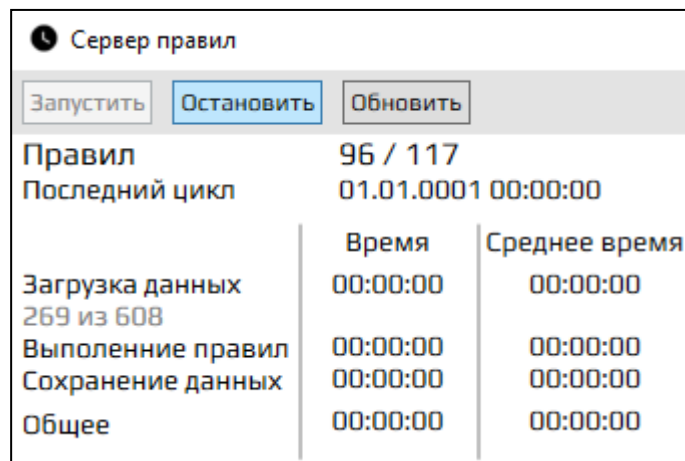 Сервер правил
Запустить Остановить Обновить
Правил 96 / 117
Последний цикл 01.01.0001 00:00:00
Время Среднее время
Загрузка данных 00:00:00 00:00:00
269 из 608
Выполенние правил 00:00:00 00:00:00
Сохранение данных 00:00:00 00:00:00
Общее 00:00:00 00:00:00